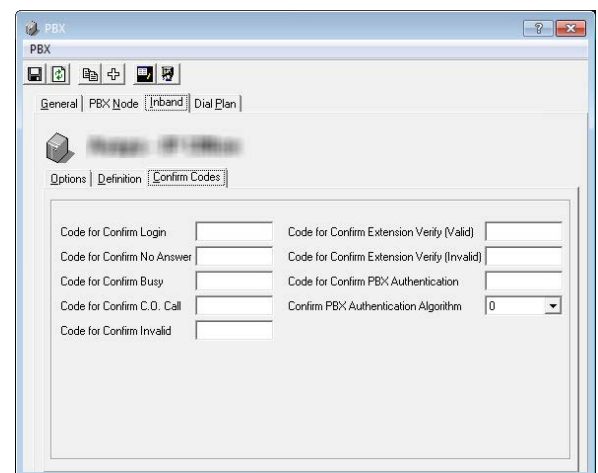 PBX
PBX
General PBX Node Inband Dial Plan
Options Definition Confirm Codes
Code for Confirm Login
Code for Confirm Extension Verify (Valid)
Code for Confirm No Answer
Code for Confirm Extension Verify (Invalid)
Code for Confirm Busy
Code for Confirm PBX Authentication
Code for Confirm C.O. Call
Confirm PBX Authentication Algorithm 0
Code for Confirm Invalid